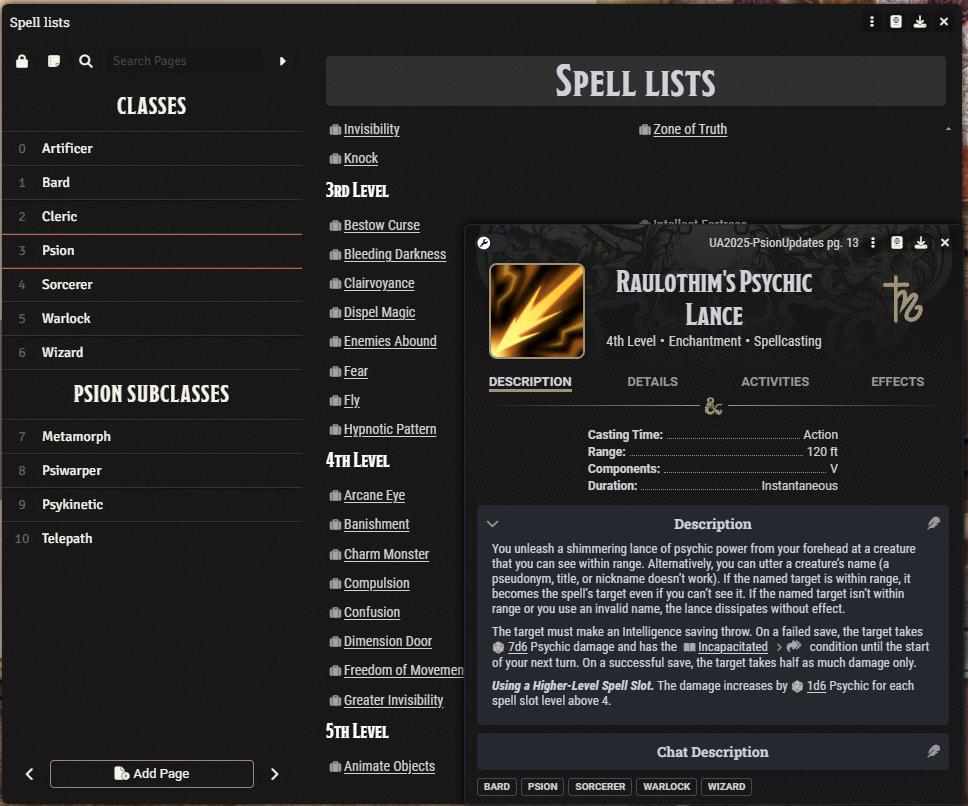 Spell lists
Search Pages
CLASSES
0 Artificer
1 Bard
2 Cleric
3 Psion
4 Sorcerer
5 Warlock
6 Wizard
PSION SUBCLASSES
7 Metamorph
8 Psiwarper
9 Psykinetic
10 Telepath
Add Page
SPELL LISTS
Invisibility
Zone of Truth
Knock
3RD LEVEL
Bestow Curse
Intellect Fortress
Bleeding Darkness
Clairvoyance
Dispel Magic
Enemies Abound
Fear
Fly
Hypnotic Pattern
4TH LEVEL
Arcane Eye
Banishment
Charm Monster
Compulsion
Confusion
Dimension Door
Freedom of Movemen
Greater Invisibility
5TH LEVEL
Animate Objects
UA2025-PsionUpdates pg. 13
RAULOTHIM'S PSYCHIC
LANCE
4th Level • Enchantment • Spellcasting
DESCRIPTION DETAILS ACTIVITIES EFFECTS
&
Casting Time: Action
Range: 120 ft
Components: V
Duration: Instantaneous
Description
You unleash a shimmering lance of psychic power from your forehead at a creature
that you can see within range. Alternatively, you can utter a creature's name (a
pseudonym, title, or nickname doesn't work). If the named target is within range, it
becomes the spell's target even if you can't see it. If the named target isn't within
range or you use an invalid name, the lance dissipates without effect.
The target must make an Intelligence saving throw. On a failed save, the target takes
7d6 Psychic damage and has the Incapacitated condition until the start
of your next turn. On a successful save, the target takes half as much damage only.
Using a Higher-Level Spell Slot. The damage increases by 1d6 Psychic for each
spell slot level above 4.
Chat Description
BARD PSION SORCERER WARLOCK WIZARD